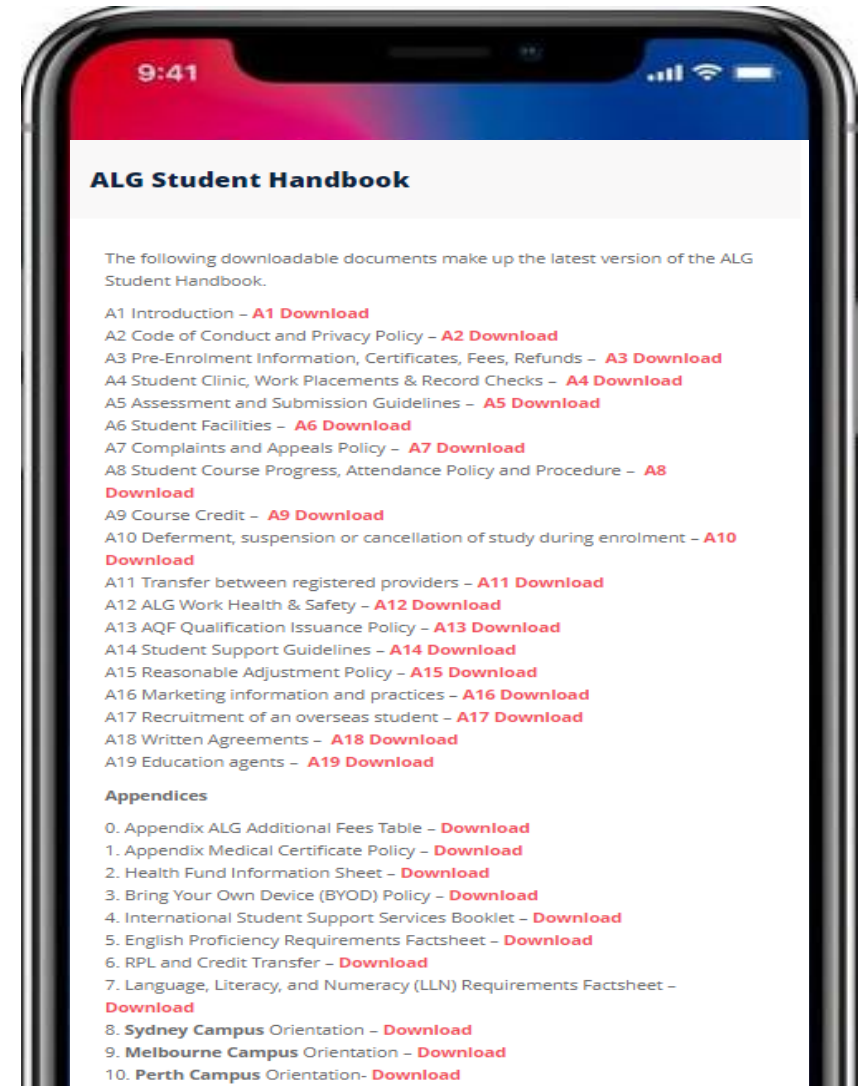 9:41
ALG Student Handbook
The following downloadable documents make up the latest version of the ALG
Student Handbook.
A1 Introduction – A1 Download
A2 Code of Conduct and Privacy Policy – A2 Download
A3 Pre-Enrolment Information, Certificates, Fees, Refunds – A3 Download
A4 Student Clinic, Work Placements & Record Checks – A4 Download
A5 Assessment and Submission Guidelines – A5 Download
A6 Student Facilities – A6 Download
A7 Complaints and Appeals Policy – A7 Download
A8 Student Course Progress, Attendance Policy and Procedure – A8
Download
A9 Course Credit – A9 Download
A10 Deferment, suspension or cancellation of study during enrolment – A10
Download
A11 Transfer between registered providers – A11 Download
A12 ALG Work Health & Safety – A12 Download
A13 AQF Qualification Issuance Policy – A13 Download
A14 Student Support Guidelines – A14 Download
A15 Reasonable Adjustment Policy – A15 Download
A16 Marketing information and practices – A16 Download
A17 Recruitment of an overseas student – A17 Download
A18 Written Agreements – A18 Download
A19 Education agents – A19 Download
Appendices
0. Appendix ALG Additional Fees Table – Download
1. Appendix Medical Certificate Policy – Download
2. Health Fund Information Sheet – Download
3. Bring Your Own Device (BYOD) Policy – Download
4. International Student Support Services Booklet – Download
5. English Proficiency Requirements Factsheet – Download
6. RPL and Credit Transfer – Download
7. Language, Literacy, and Numeracy (LLN) Requirements Factsheet –
Download
8. Sydney Campus Orientation – Download
9. Melbourne Campus Orientation – Download
10. Perth Campus Orientation- Download